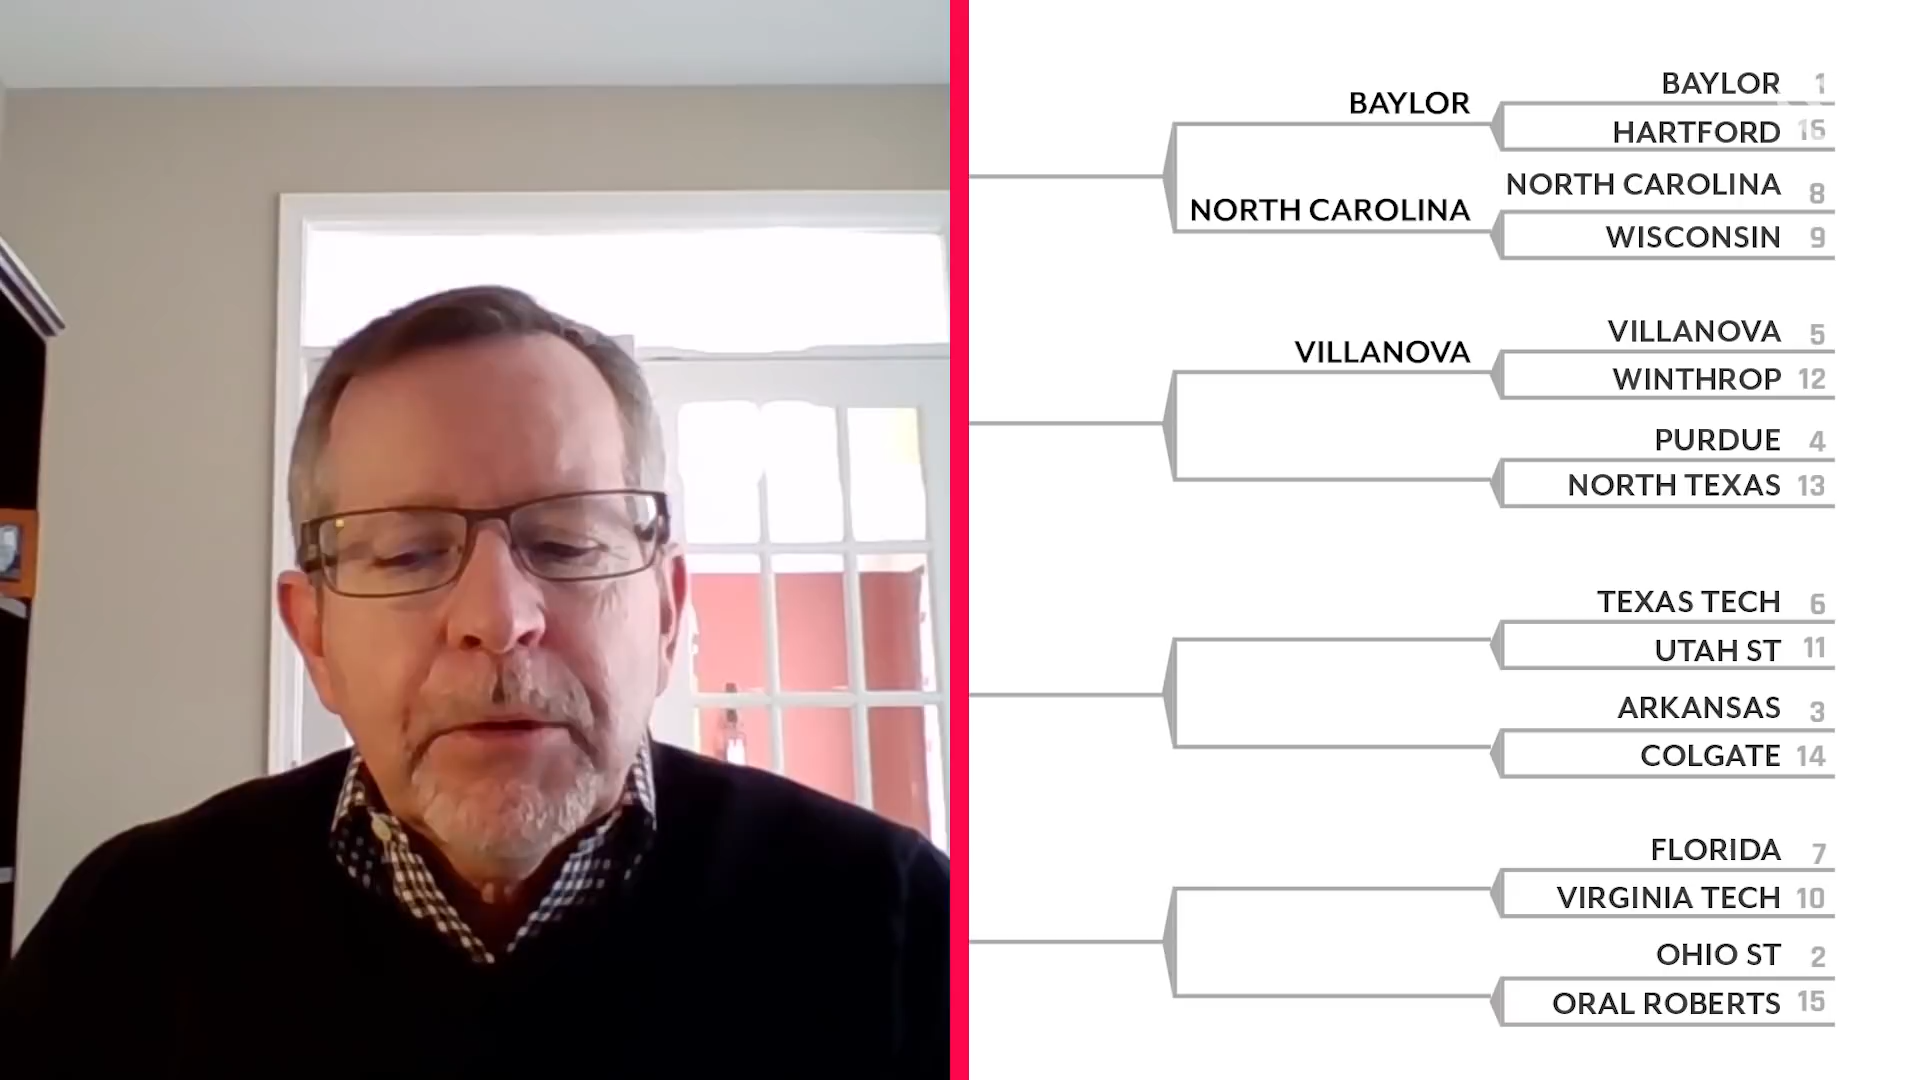 BAYLOR 1
BAYLOR
HARTFORD 16
NORTH CAROLINA 8
NORTH CAROLINA
WISCONSIN 9
VILLANOVA 5
VILLANOVA
WINTHROP 12
PURDUE 4
NORTH TEXAS 13
TEXAS TECH 6
UTAH ST 11
ARKANSAS 3
COLGATE 14
FLORIDA 7
VIRGINIA TECH 10
OHIO ST 2
ORAL ROBERTS 15